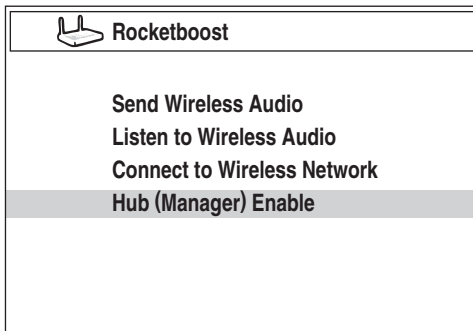 Rocketboost
Send Wireless Audio
Listen to Wireless Audio
Connect to Wireless Network
Hub (Manager) Enable